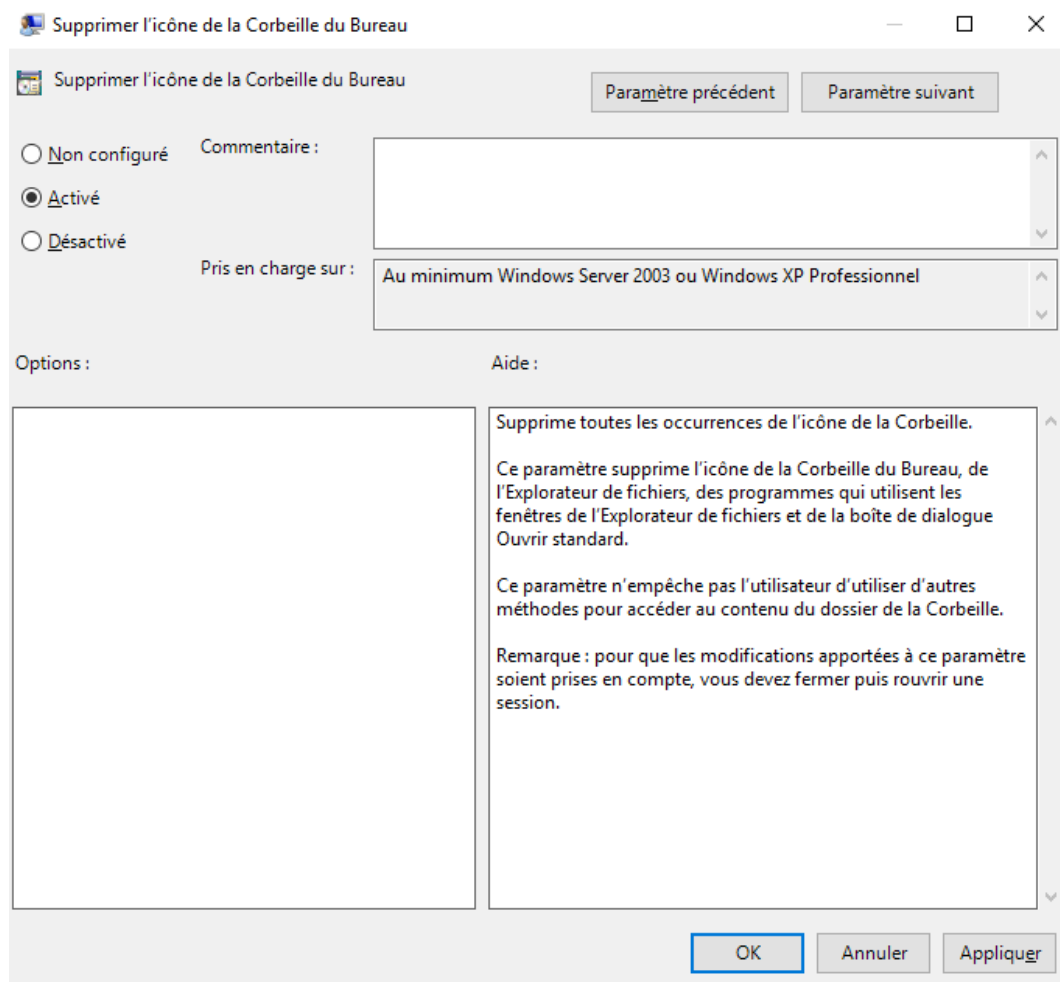 Supprimer l'icône de la Corbeille du Bureau
Supprimer l'icône de la Corbeille du Bureau
Paramètre précédent
Paramètre suivant
Non configuré
Activé
Désactivé
Commentaire :
Pris en charge sur :
Au minimum Windows Server 2003 ou Windows XP Professionnel
Options :
Aide :
Supprime toutes les occurrences de l'icône de la Corbeille.
Ce paramètre supprime l'icône de la Corbeille du Bureau, de
l'Explorateur de fichiers, des programmes qui utilisent les
fenêtres de l'Explorateur de fichiers et de la boîte de dialogue
Ouvrir standard.
Ce paramètre n'empêche pas l'utilisateur d'utiliser d'autres
méthodes pour accéder au contenu du dossier de la Corbeille.
Remarque : pour que les modifications apportées à ce paramètre
soient prises en compte, vous devez fermer puis rouvrir une
session.
OK
Annuler
Appliquer